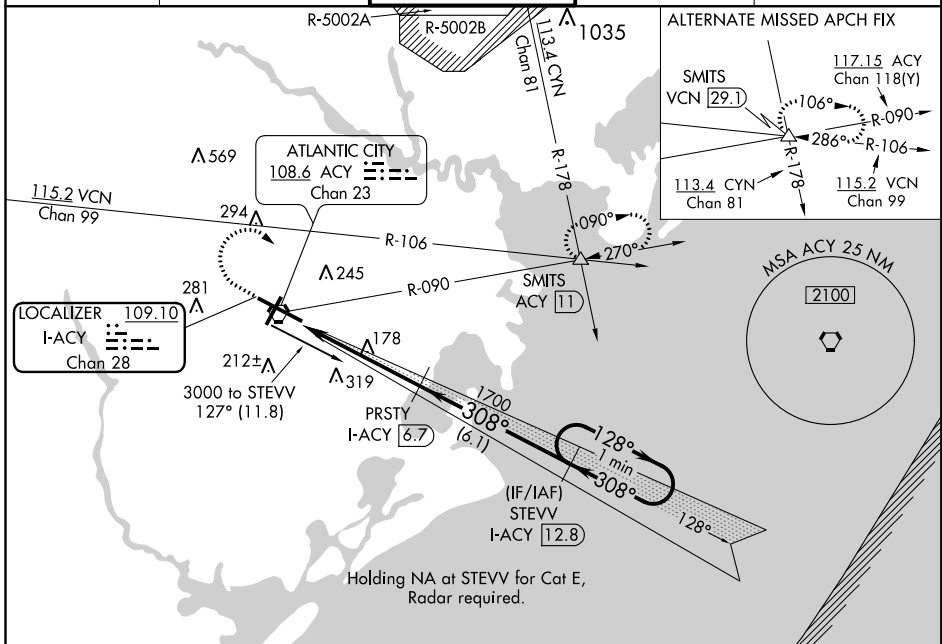 R-5002A
R-5002B
1035
113.4 CYN
Chan 81
R-178
ALTERNATE MISSED APCH FIX
SMITS
VCN 29.1
117.15 ACY
Chan 118(Y)
106°
R-090
286°
R-106
R-178
113.4 CYN
Chan 81
115.2 VCN
Chan 99
569
ATLANTIC CITY
108.6 ACY
Chan 23
115.2 VCN
Chan 99
294
R-106
090°
270°
245
R-090
SMITS
ACY 11
MSA ACY 25 NM
2100
281
LOCALIZER 109.10
I-ACY
Chan 28
178
212±
319
3000 to STEVV
127° (11.8)
PRSTY
I-ACY 6.7
1700
308°
(6.1)
128°
1 min
308°
(IF/IAF)
STEVV
I-ACY 12.8
128°
Holding NA at STEVV for Cat E,
Radar required.